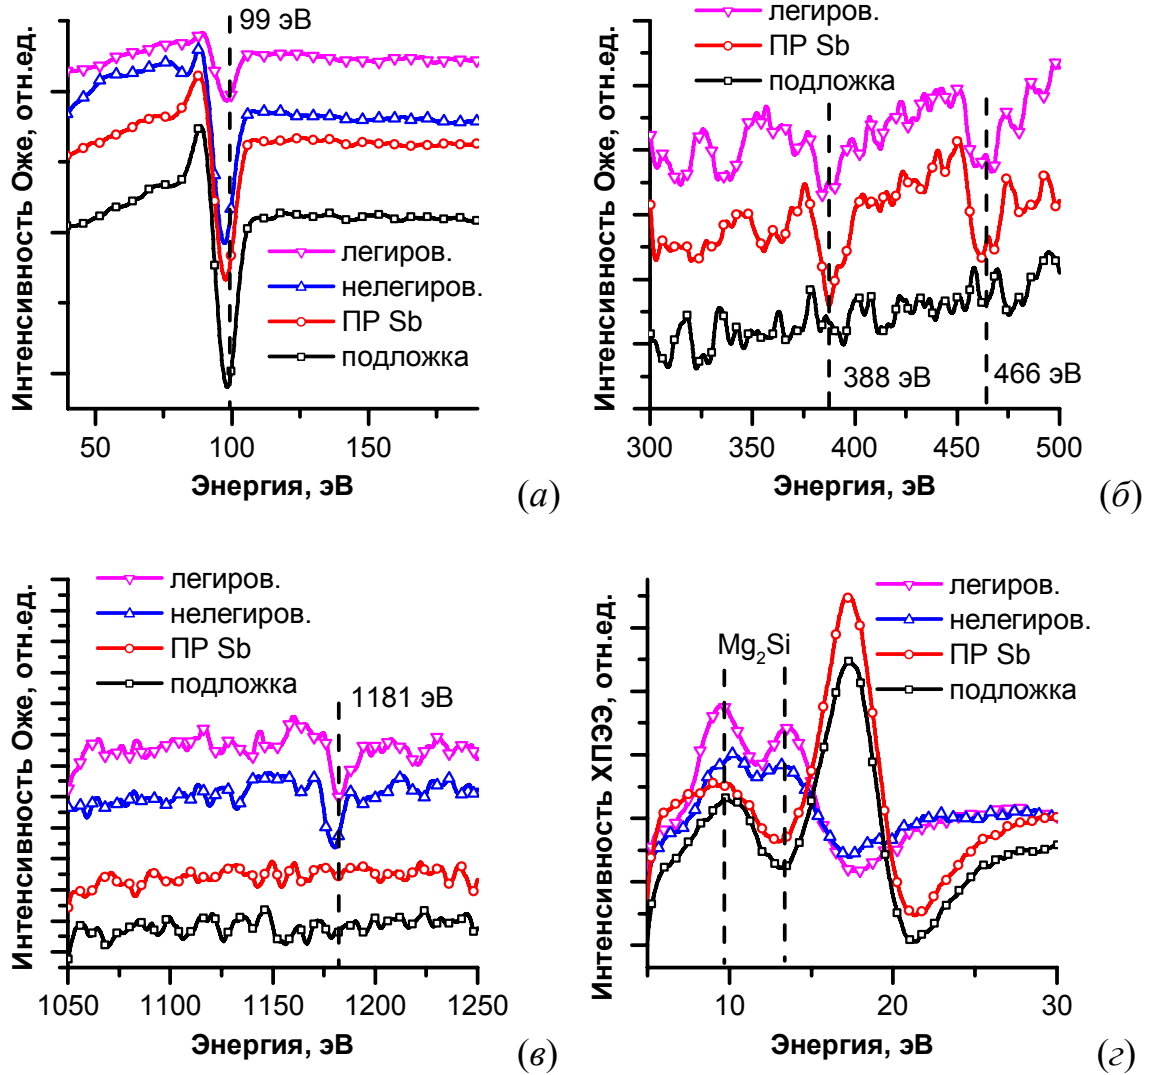 99 эВ
Интенсивность Оже, отн.ед.
легиров.
нелегиров.
ПР Sb
подложка
50
100
150
Энергия, эВ
(а)
легиров.
ПР Sb
подложка
Интенсивность Оже, отн.ед.
388 эВ
466 эВ
300
350
400
450
500
Энергия, эВ
(б)
легиров.
нелегиров.
ПР Sb
подложка
1181 эВ
Интенсивность Оже, отн.ед.
1050
1100
1150
1200
1250
Энергия, эВ
(в)
легиров.
нелегиров.
ПР Sb
подложка
Mg₂Si
Интенсивность ХПЭЭ, отн.ед.
10
20
30
Энергия, эВ
(г)